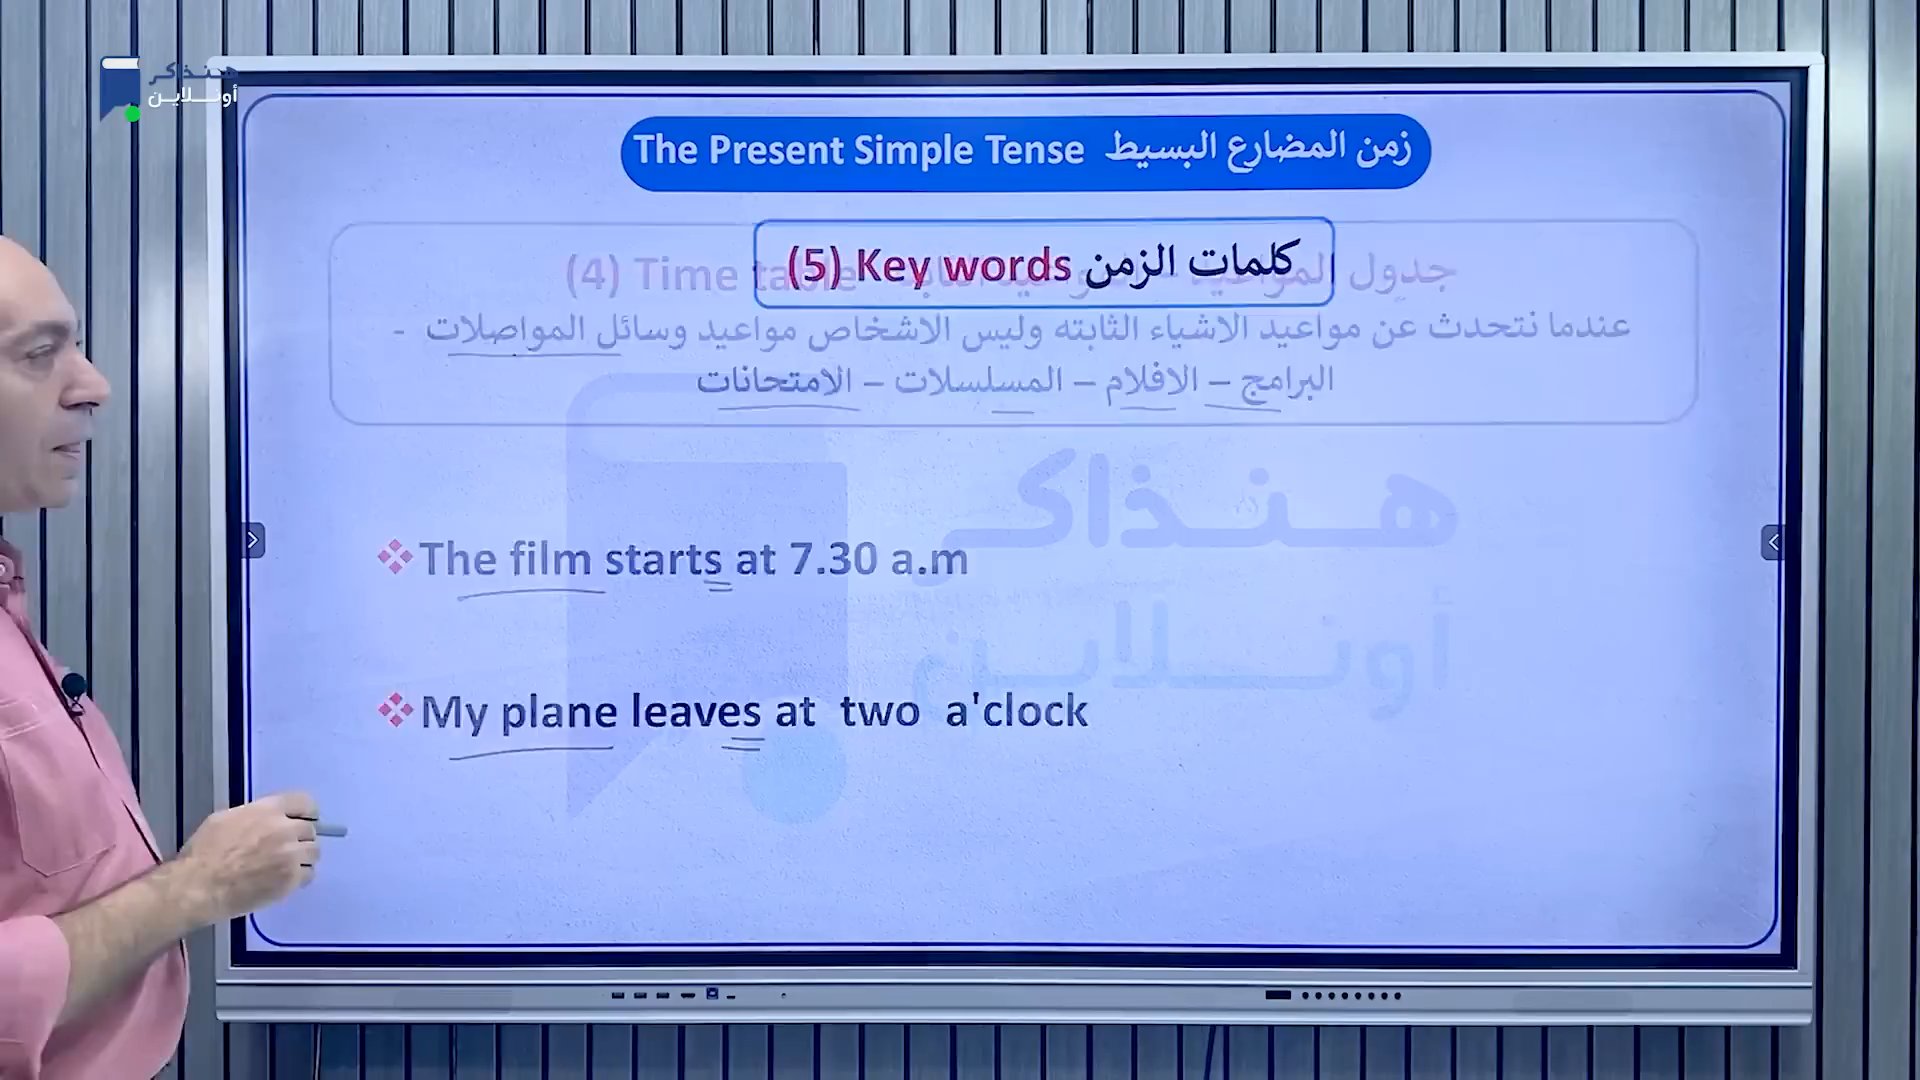 هنذاكر
أونلاين
The Present Simple Tense زمن المضارع البسيط
(5) Key words كلمات الزمن
(4) Time table جدول المواعيد
عندما نتحدث عن مواعيد الاشياء الثابته وليس الاشخاص مواعيد وسائل المواصلات -
البرامج – الافلام – المسلسلات – الامتحانات
هنذاكر
أونلاين
The film starts at 7.30 a.m
My plane leaves at two a'clock